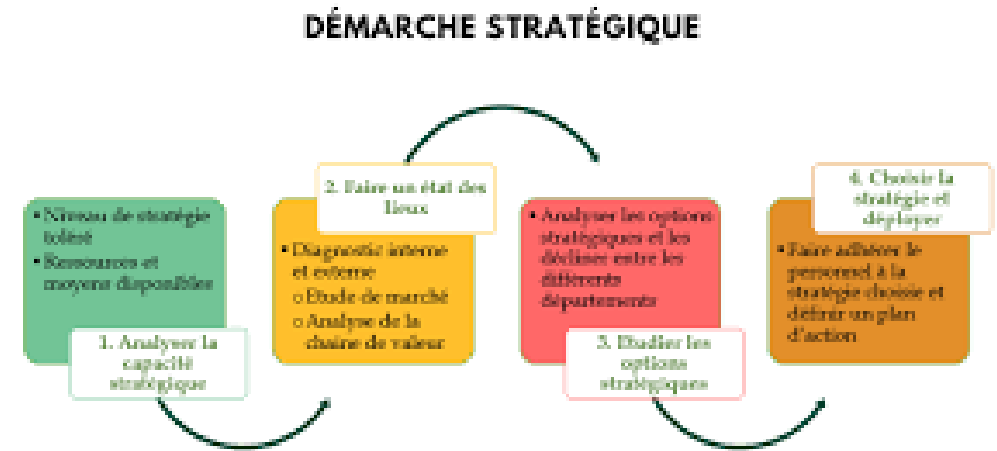 DÉMARCHE STRATÉGIQUE
• Niveau de stratégie
toléré
• Ressources et
moyens disponibles
1. Analyser la
capacité
stratégique
2. Faire un état des
lieux
• Diagnostic interne
et externe
o Etude de marché
o Analyse de la
chaine de valeur
• Analyser les options
stratégiques et les
décliner entre les
différents
départements
3. Etudier les
options
stratégiques
4. Choisir la
stratégie et
déployer
• Faire adhérer le
personnel à la
stratégie choisie et
définir un plan
d'action